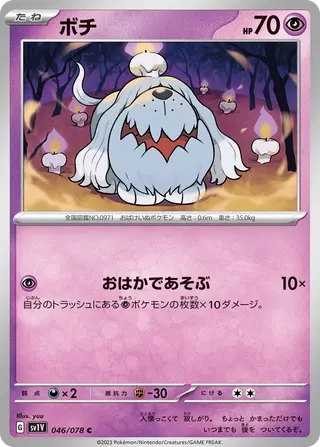 たね
ボチ
HP70
全国図鑑NO.0971 おばけいぬポケモン 高さ:0.6m 重さ:35.0kg
おはかであそぶ 10×
自分のトラッシュにあるポケモンの枚数×10ダメージ。
弱点 ×2 抵抗力 -30 にげる
Illus. yuu
G sv1V 046/078 C
人懐っこくて 寂しがりや。ちょっと かまっただけでも
いつまでも 後を ついてくるぞ。
©2023 Pokémon/Nintendo/Creatures/GAME FREAK.